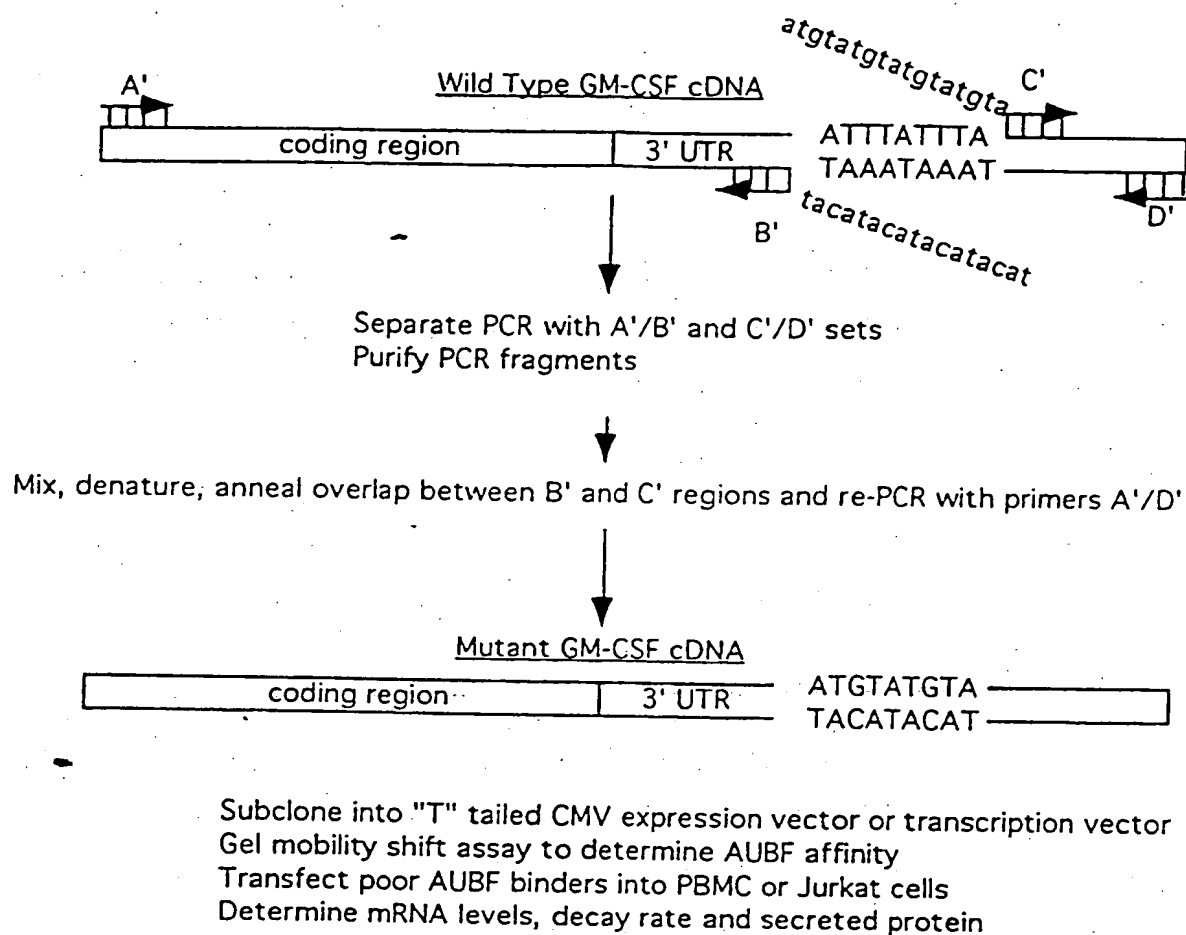 atgtatgtatgtatgta
A'
Wild Type GM-CSF cDNA
C'
coding region
3' UTR
ATTTATTTA
TAAATAAAT
B'
tacatacatacatacat
D'
Separate PCR with A'/B' and C'/D' sets
Purify PCR fragments
Mix, denature, anneal overlap between B' and C' regions and re-PCR with primers A'/D'
Mutant GM-CSF cDNA
coding region
3' UTR
ATGTATGTA
TACATACAT
Subclone into "T" tailed CMV expression vector or transcription vector
Gel mobility shift assay to determine AUBF affinity
Transfect poor AUBF binders into PBMC or Jurkat cells
Determine mRNA levels, decay rate and secreted protein